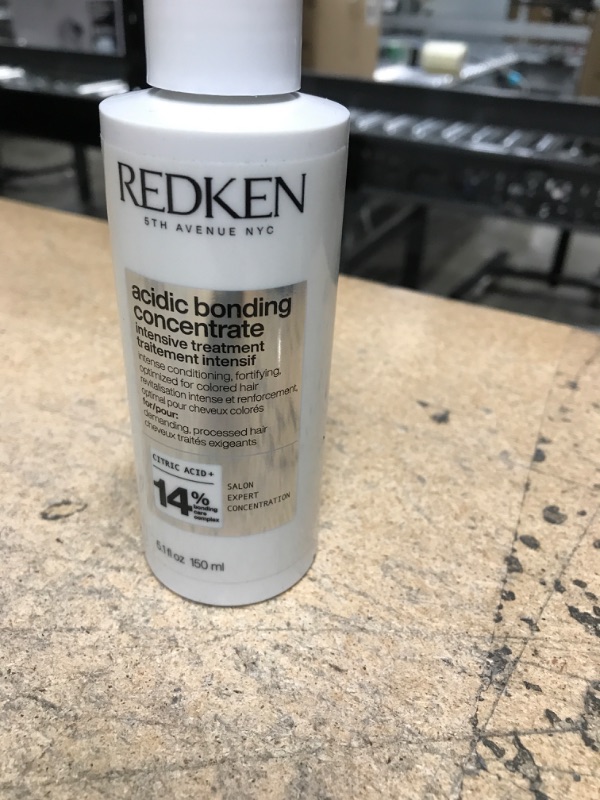 REDKEN
5TH AVENUE NYC
acidic bonding
concentrate
intensive treatment
traitement intensif
intense conditioning, fortifying,
optimized for colored hair
revitalisation intense et renforcement,
optimal pour cheveux colorés
for/pour:
demanding, processed hair
cheveux traités exigeants
CITRIC ACID+
14%
bonding
care
complex
SALON
EXPERT
CONCENTRATION
5.1 fl oz 150 ml